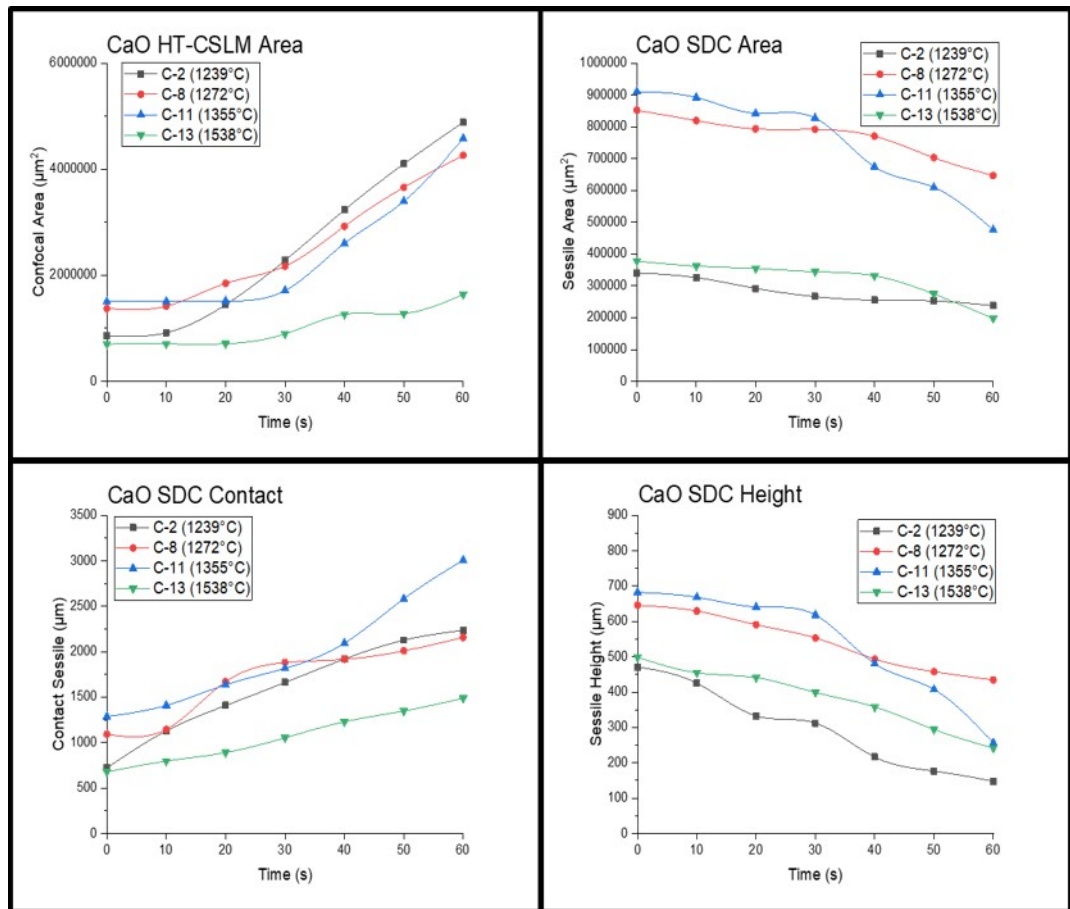 CaO HT-CSLM Area
C-2 (1239°C)
C-8 (1272°C)
C-11 (1355°C)
C-13 (1538°C)
Confocal Area (µm²)
6000000
4000000
2000000
0
0 10 20 30 40 50 60
Time (s)
CaO SDC Area
C-2 (1239°C)
C-8 (1272°C)
C-11 (1355°C)
C-13 (1538°C)
Sessile Area (µm²)
1000000
900000
800000
700000
600000
500000
400000
300000
200000
100000
0
0 10 20 30 40 50 60
Time (s)
CaO SDC Contact
C-2 (1239°C)
C-8 (1272°C)
C-11 (1355°C)
C-13 (1538°C)
Contact Sessile (µm)
3500
3000
2500
2000
1500
1000
500
0
0 10 20 30 40 50 60
Time (s)
CaO SDC Height
C-2 (1239°C)
C-8 (1272°C)
C-11 (1355°C)
C-13 (1538°C)
Sessile Height (µm)
900
800
700
600
500
400
300
200
100
0
0 10 20 30 40 50 60
Time (s)